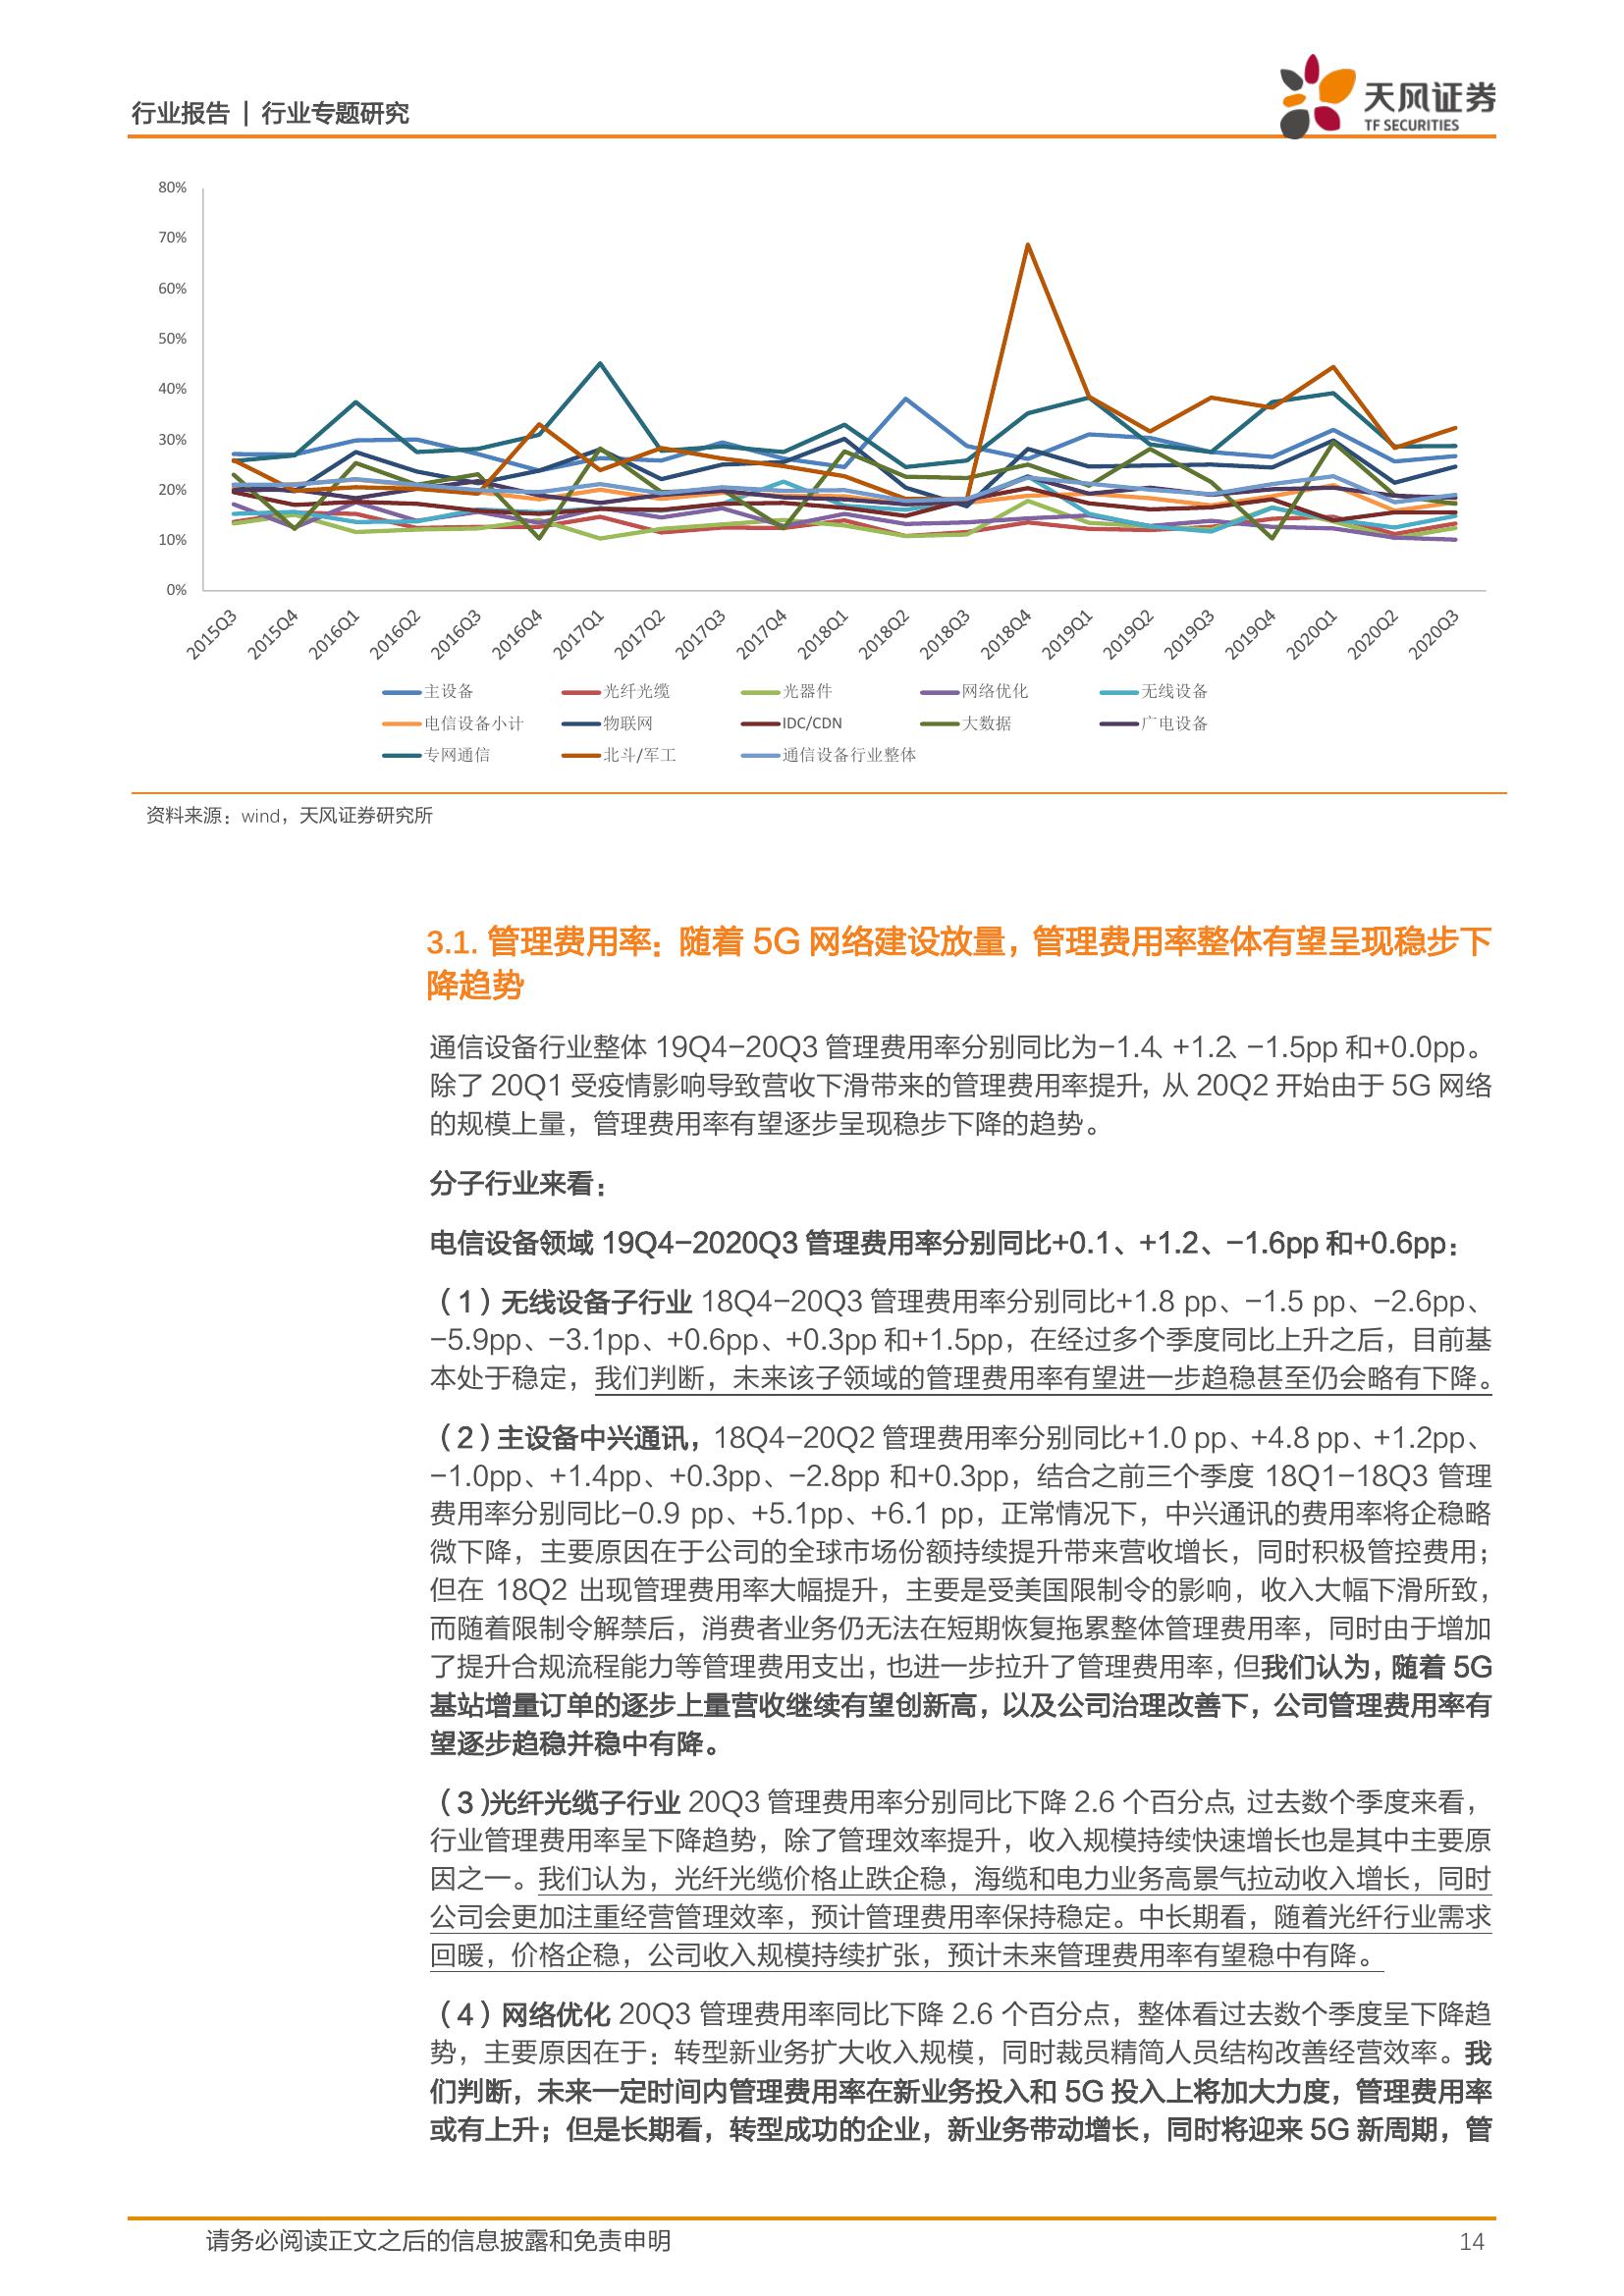 行业报告 | 行业专题研究
天风证券
TF SECURITIES
80%
70%
60%
50%
40%
30%
20%
10%
0%
2015Q3 2015Q4 2016Q1 2016Q2 2016Q3 2016Q4 2017Q1 2017Q2 2017Q3 2017Q4 2018Q1 2018Q2 2018Q3 2018Q4 2019Q1 2019Q2 2019Q3 2019Q4 2020Q1 2020Q2 2020Q3
主设备 光纤光缆 光器件 网络优化 无线设备
电信设备小计 物联网 IDC/CDN 大数据 广电设备
专网通信 北斗/军工 通信设备行业整体
资料来源：wind，天风证券研究所
3.1. 管理费用率：随着 5G 网络建设放量，管理费用率整体有望呈现稳步下
降趋势
通信设备行业整体 19Q4-20Q3 管理费用率分别同比为-1.4、+1.2、-1.5pp 和+0.0pp。
除了 20Q1 受疫情影响导致营收下滑带来的管理费用率提升，从 20Q2 开始由于 5G 网络
的规模上量，管理费用率有望逐步呈现稳步下降的趋势。
分子行业来看：
电信设备领域 19Q4-2020Q3 管理费用率分别同比+0.1、+1.2、-1.6pp 和+0.6pp：
（1）无线设备子行业 18Q4-20Q3 管理费用率分别同比+1.8 pp、-1.5 pp、-2.6pp、
-5.9pp、-3.1pp、+0.6pp、+0.3pp 和+1.5pp，在经过多个季度同比上升之后，目前基
本处于稳定，我们判断，未来该子领域的管理费用率有望进一步趋稳甚至仍会略有下降。
（2）主设备中兴通讯，18Q4-20Q2 管理费用率分别同比+1.0 pp、+4.8 pp、+1.2pp、
-1.0pp、+1.4pp、+0.3pp、-2.8pp 和+0.3pp，结合之前三个季度 18Q1-18Q3 管理
费用率分别同比-0.9 pp、+5.1pp、+6.1 pp，正常情况下，中兴通讯的费用率将企稳略
微下降，主要原因在于公司的全球市场份额持续提升带来营收增长，同时积极管控费用；
但在 18Q2 出现管理费用率大幅提升，主要是受美国限制令的影响，收入大幅下滑所致，
而随着限制令解禁后，消费者业务仍无法在短期恢复拖累整体管理费用率，同时由于增加
了提升合规流程能力等管理费用支出，也进一步拉升了管理费用率，但我们认为，随着 5G
基站增量订单的逐步上量营收继续有望创新高，以及公司治理改善下，公司管理费用率有
望逐步趋稳并稳中有降。
（3）光纤光缆子行业 20Q3 管理费用率分别同比下降 2.6 个百分点，过去数个季度来看，
行业管理费用率呈下降趋势，除了管理效率提升，收入规模持续快速增长也是其中主要原
因之一。我们认为，光纤光缆价格止跌企稳，海缆和电力业务高景气拉动收入增长，同时
公司会更加注重经营管理效率，预计管理费用率保持稳定。中长期看，随着光纤行业需求
回暖，价格企稳，公司收入规模持续扩张，预计未来管理费用率有望稳中有降。
（4）网络优化 20Q3 管理费用率同比下降 2.6 个百分点，整体看过去数个季度呈下降趋
势，主要原因在于：转型新业务扩大收入规模，同时裁员精简人员结构改善经营效率。我
们判断，未来一定时间内管理费用率在新业务投入和 5G 投入上将加大力度，管理费用率
或有上升；但是长期看，转型成功的企业，新业务带动增长，同时将迎来 5G 新周期，管
请务必阅读正文之后的信息披露和免责申明
14